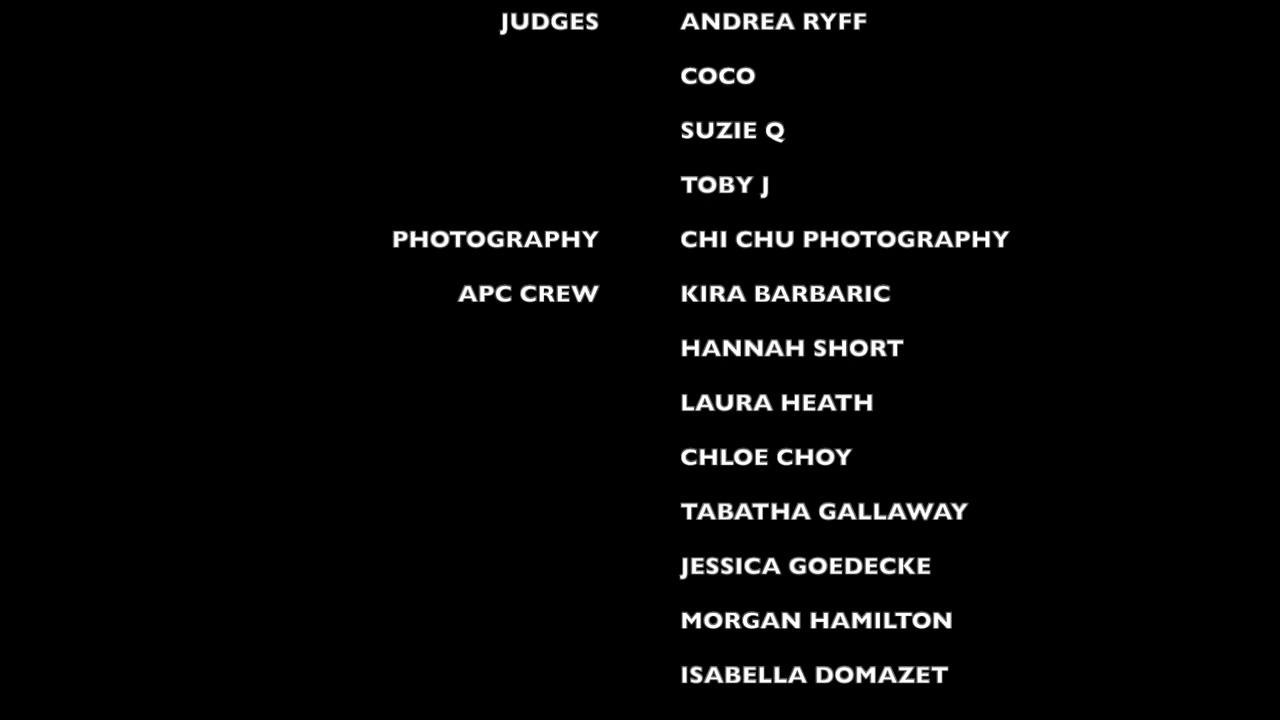 JUDGES ANDREA RYFF
COCO
SUZIE Q
TOBY J
PHOTOGRAPHY CHI CHU PHOTOGRAPHY
APC CREW KIRA BARBARIC
HANNAH SHORT
LAURA HEATH
CHLOE CHOY
TABATHA GALLAWAY
JESSICA GOEDECKE
MORGAN HAMILTON
ISABELLA DOMAZET